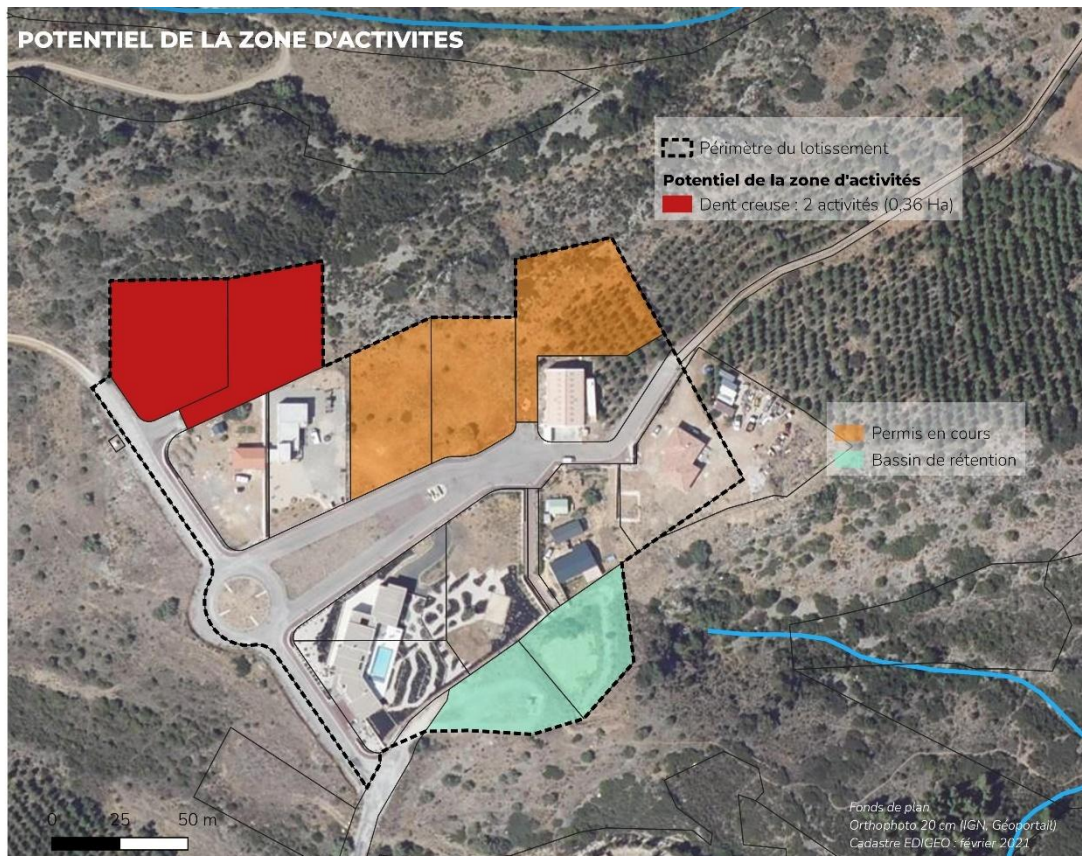 POTENTIEL DE LA ZONE D'ACTIVITES
Périmètre du lotissement
Potentiel de la zone d'activités
Dent creuse : 2 activités (0,36 Ha)
Permis en cours
Bassin de rétention
0 25 50 m
Fonds de plan
Orthophoto 20 cm (IGN, Géoportail)
Cadastre EDIGEO : février 2021